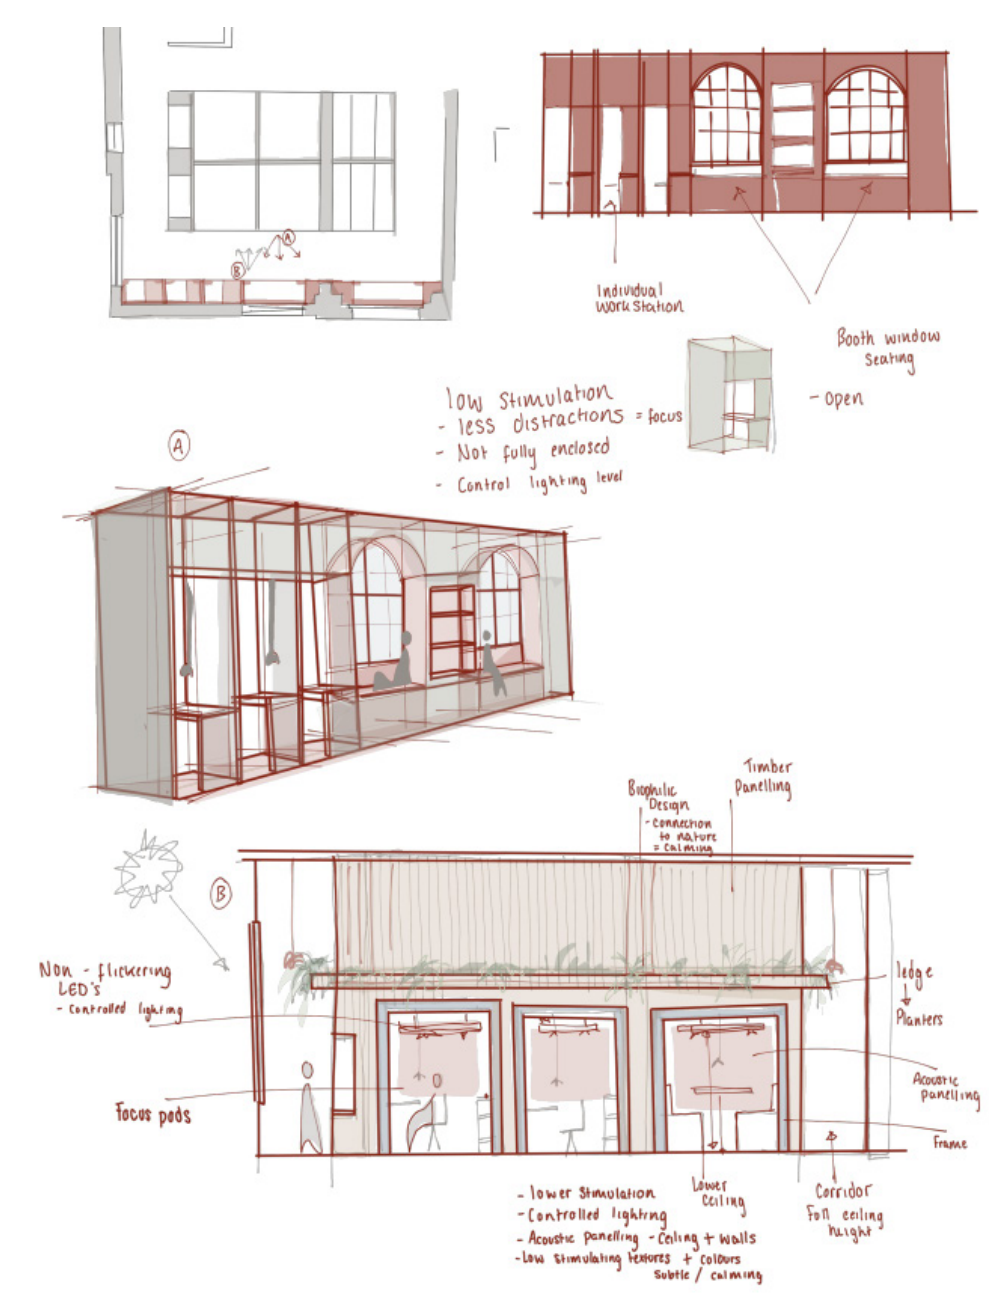 A
B
Individual
Workstation
Booth window
seating
- open
low stimulation
- less distractions = focus
- Not fully enclosed
- Control lighting level
A
Timber
Panelling
Biophilic
Design
- connection
to nature
= calming
B
Non - flickering
LED's
- controlled lighting
ledge
Planters
Acoustic
panelling
Focus pods
Frame
Lower
ceiling
Corridor
Full ceiling
height
- lower stimulation
- Controlled lighting
- Acoustic panelling - ceiling + walls
- Low stimulating textures + colours
subtle / calming